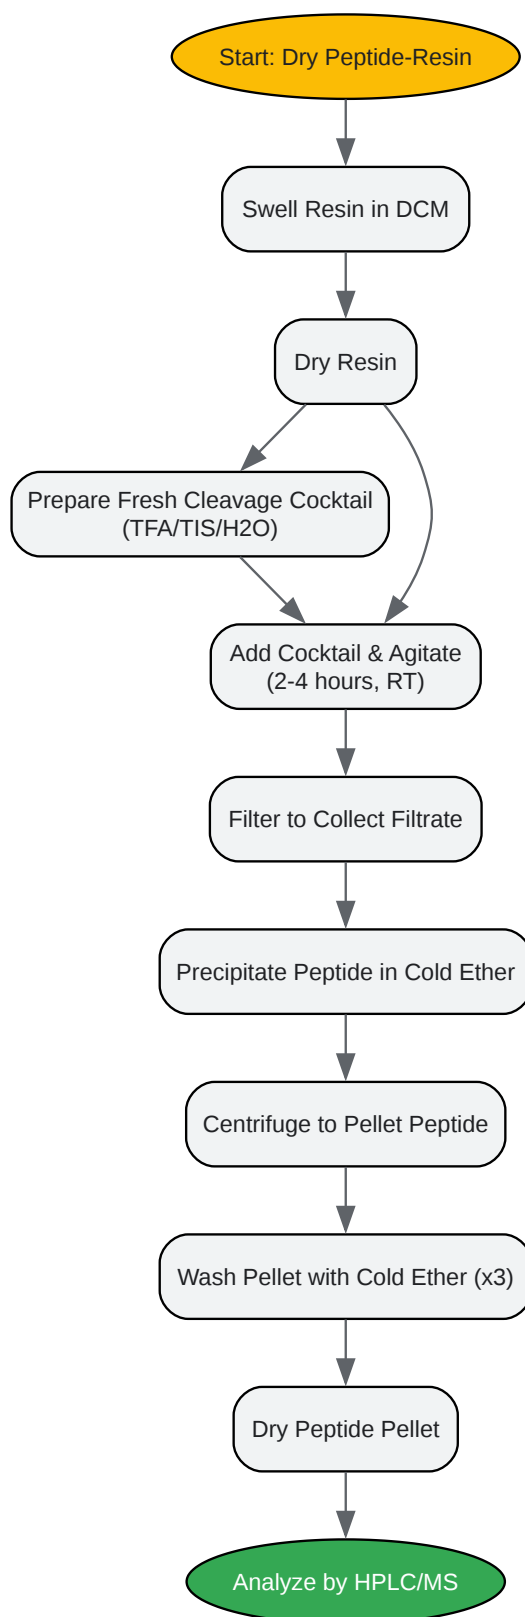 Start: Dry Peptide-Resin
Swell Resin in DCM
Dry Resin
Prepare Fresh Cleavage Cocktail
(TFA/TIS/H2O)
Add Cocktail & Agitate
(2-4 hours, RT)
Filter to Collect Filtrate
Precipitate Peptide in Cold Ether
Centrifuge to Pellet Peptide
Wash Pellet with Cold Ether (x3)
Dry Peptide Pellet
Analyze by HPLC/MS